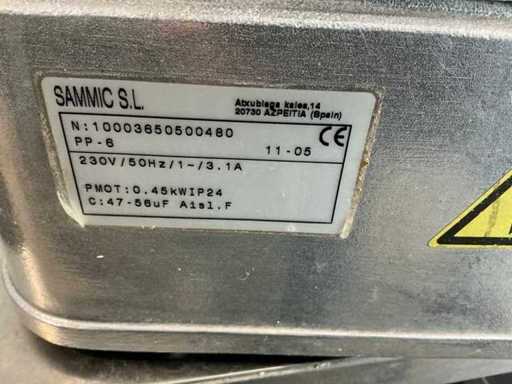 SAMMIC S.L.
Atxubiaga kalea,14
20730 AZPEITIA (Spain)
N:10003650500480
PP-6
11-05
CE
230V/50Hz/1~/3.1A
PMOT:0.45kWIP24
C:47-56uF Aisl.F